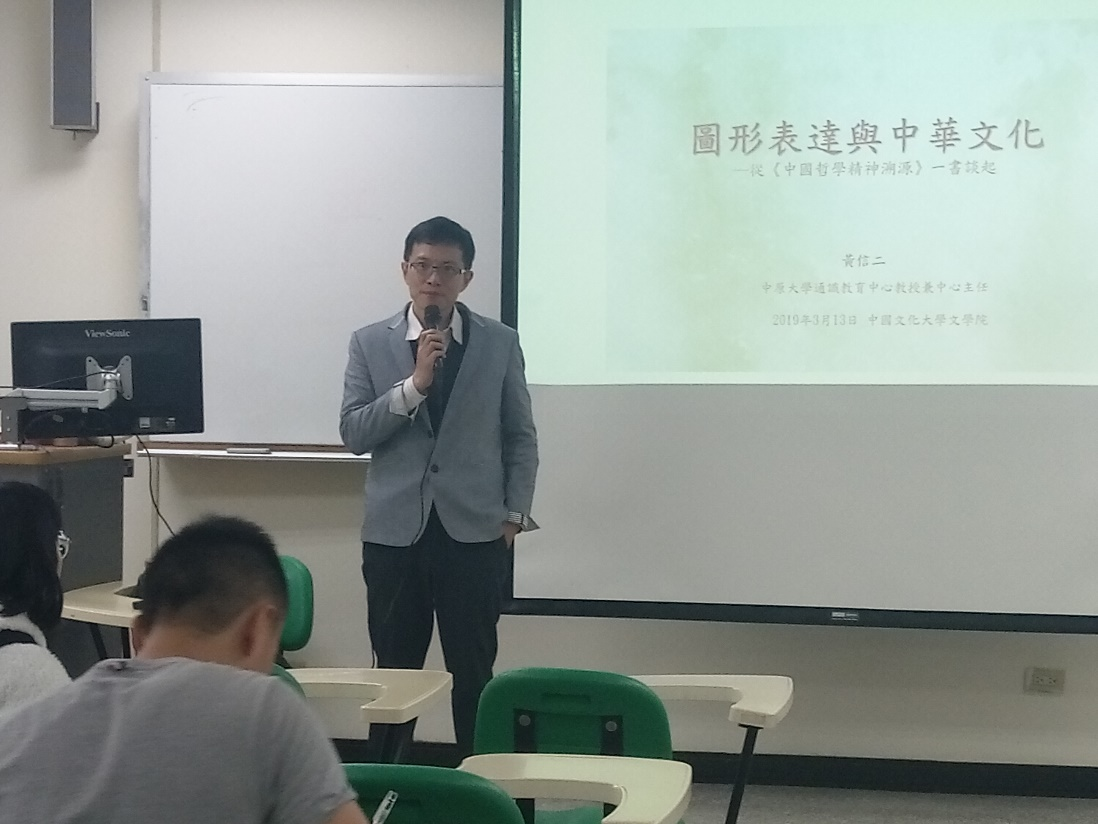 圖形表達與中華文化
—從《中國哲學精神溯源》一書談起
黃信二
中原大學通識教育中心教授兼中心主任
2019年3月13日 中國文化大學文學院
ViewSonic